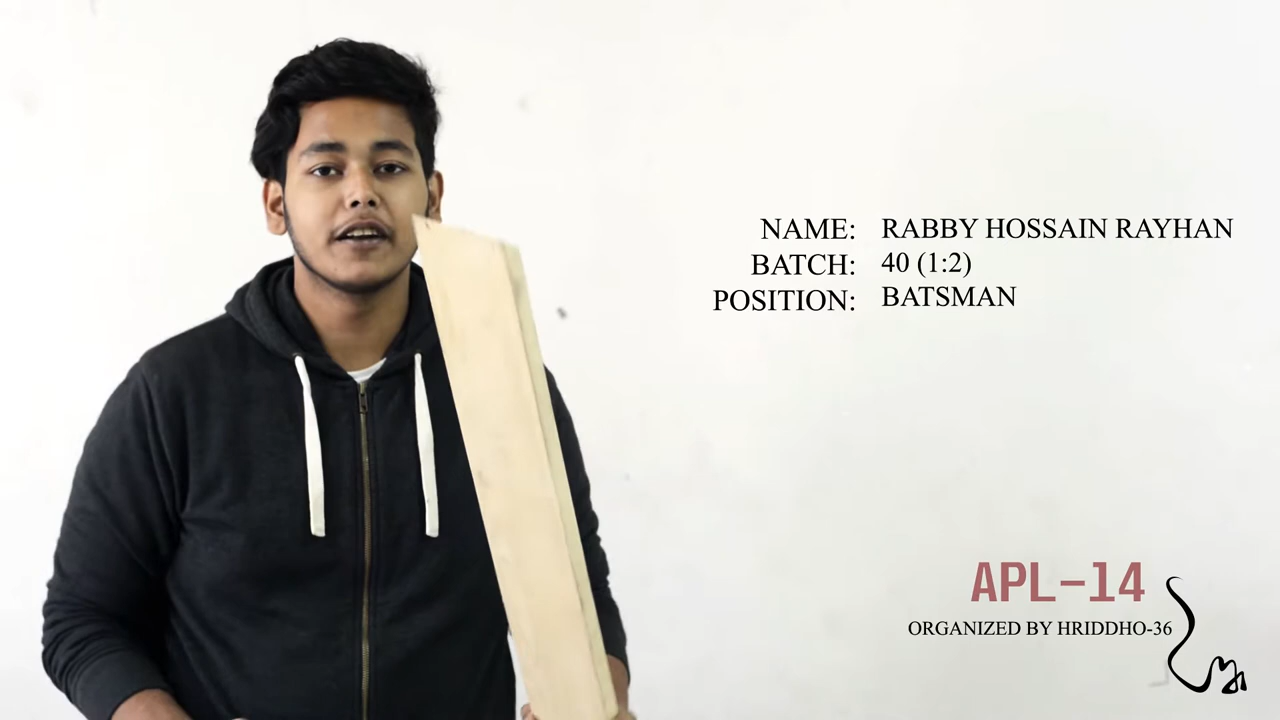 NAME: RABBY HOSSAIN RAYHAN
BATCH: 40 (1:2)
POSITION: BATSMAN
APL-14
ORGANIZED BY HRIDDHO-36